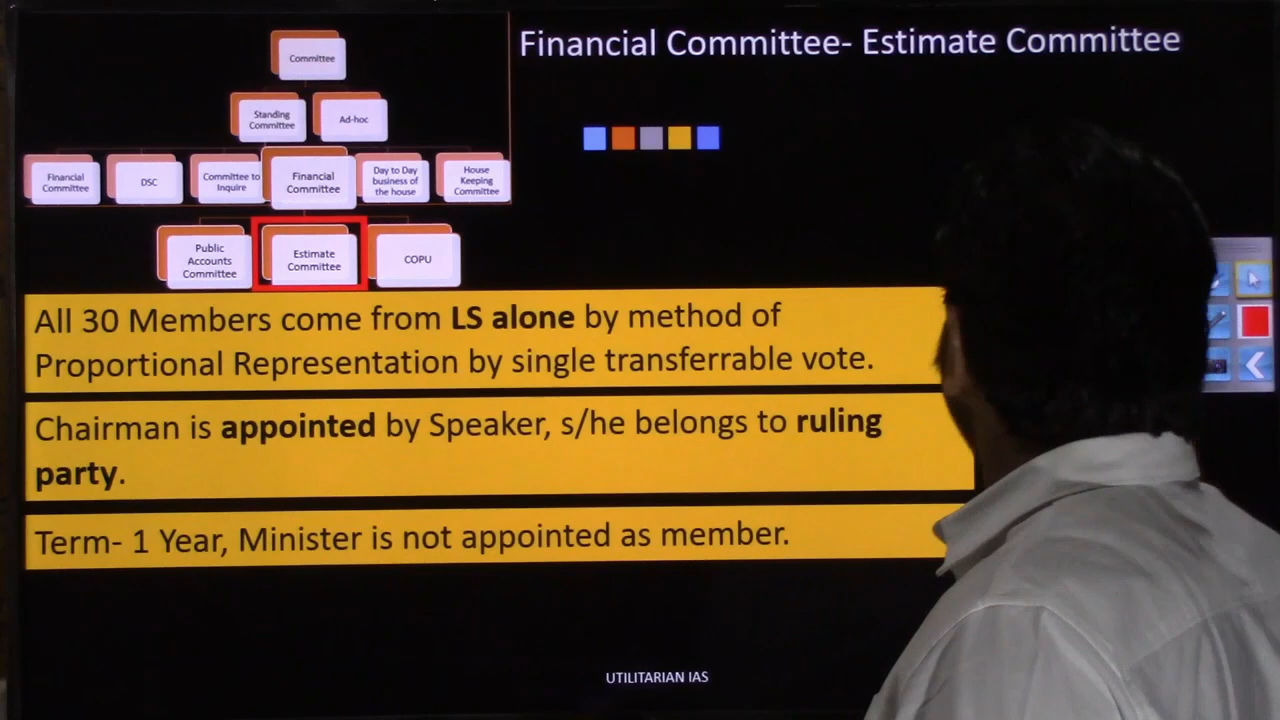 Financial Committee- Estimate Committee
Committee
Standing
Committee
Ad-hoc
Financial
Committee
DSC
Committee to
Inquire
Financial
Committee
Day to Day
business of
the house
House
Keeping
Committee
Public
Accounts
Committee
Estimate
Committee
COPU
All 30 Members come from LS alone by method of
Proportional Representation by single transferrable vote.
Chairman is appointed by Speaker, s/he belongs to ruling
party.
Term- 1 Year, Minister is not appointed as member.
UTILITARIAN IAS